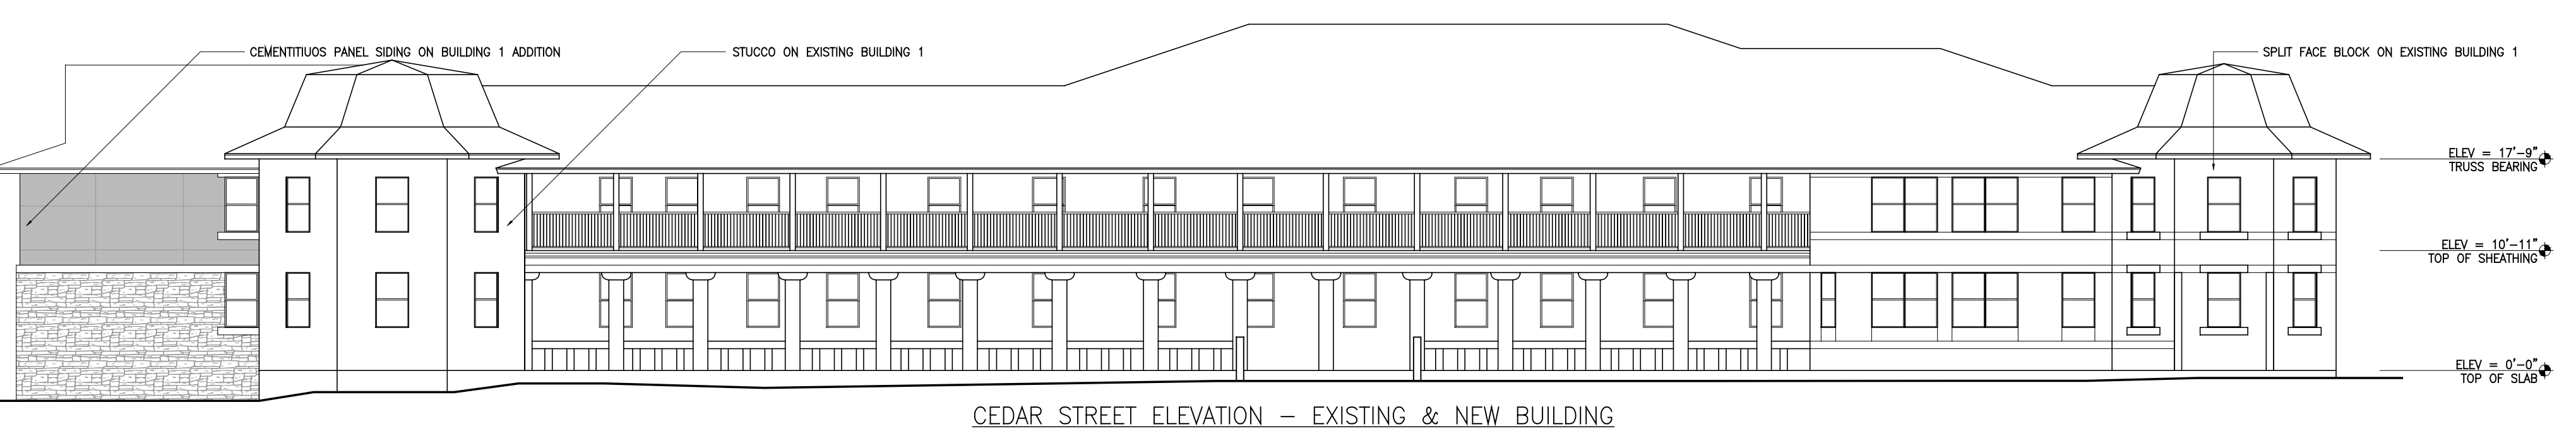 CEMENTITIUOS PANEL SIDING ON BUILDING 1 ADDITION
STUCCO ON EXISTING BUILDING 1
SPLIT FACE BLOCK ON EXISTING BUILDING 1
ELEV = 17'-9"
TRUSS BEARING
ELEV = 10'-11"
TOP OF SHEATHING
ELEV = 0'-0"
TOP OF SLAB
CEDAR STREET ELEVATION - EXISTING & NEW BUILDING